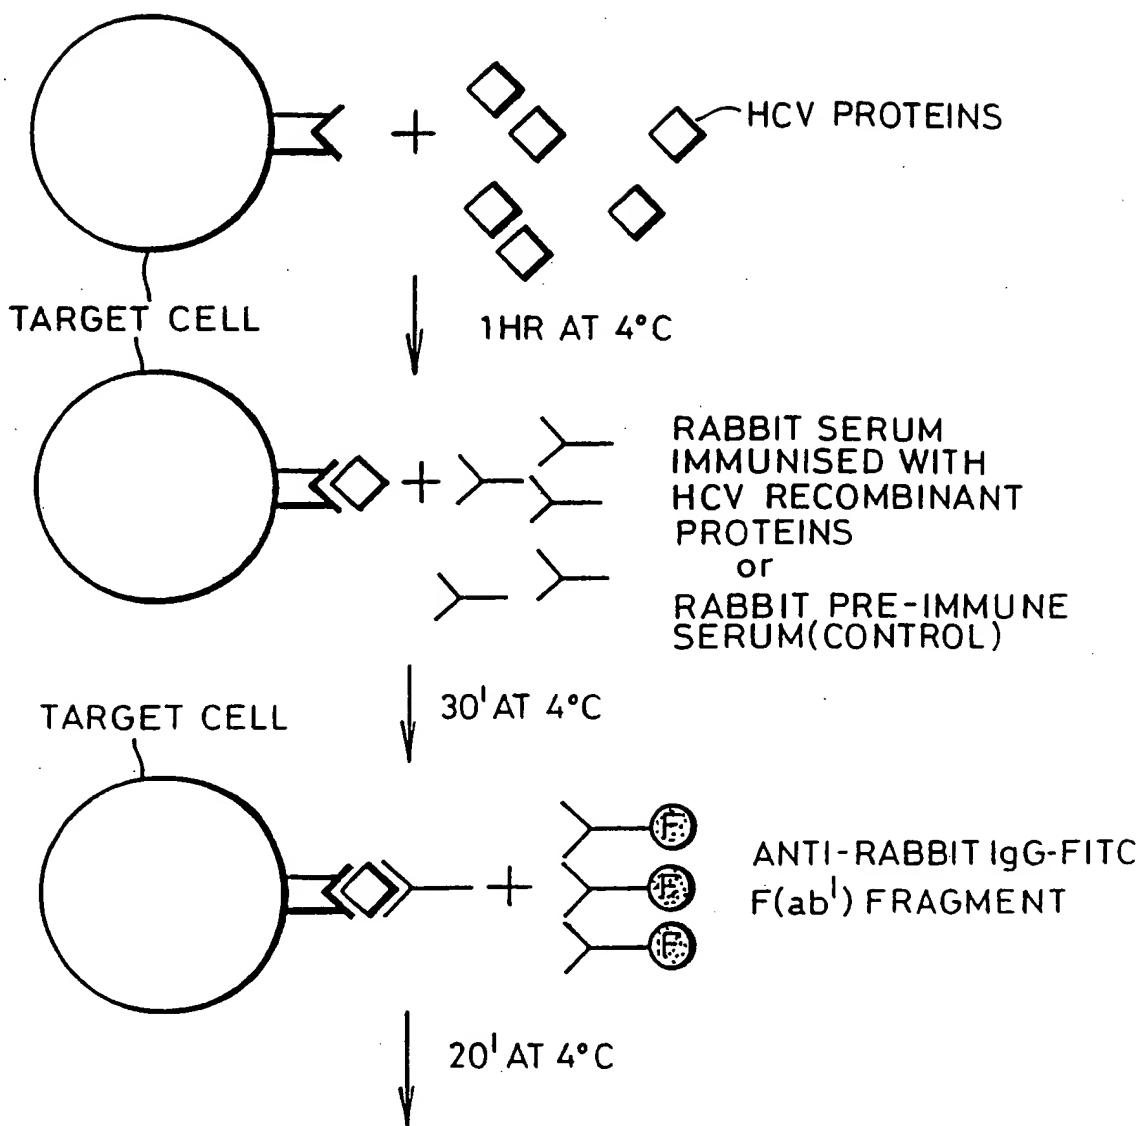 HCV PROTEINS
TARGET CELL
1HR AT 4°C
RABBIT SERUM
IMMUNISED WITH
HCV RECOMBINANT
PROTEINS
or
RABBIT PRE-IMMUNE
SERUM(CONTROL)
30' AT 4°C
TARGET CELL
F
F
F
ANTI-RABBIT IgG-FITC
F(ab') FRAGMENT
20' AT 4°C